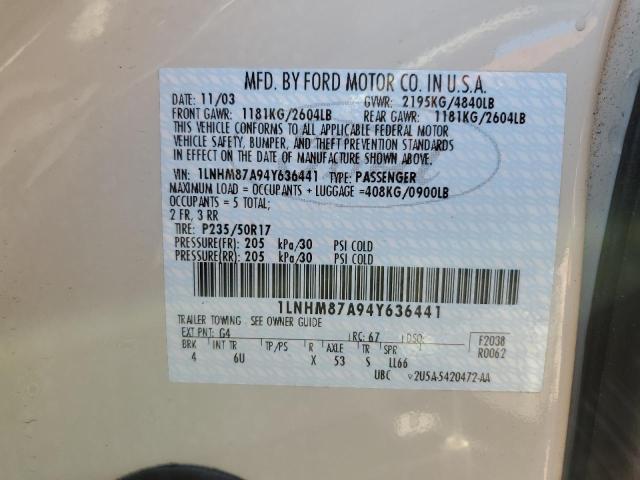 MFD. BY FORD MOTOR CO. IN U.S.A.
DATE: 11/03 GVWR: 2195KG/4840LB
FRONT GAWR: 1181KG/2604LB REAR GAWR: 1181KG/2604LB
THIS VEHICLE CONFORMS TO ALL APPLICABLE FEDERAL MOTOR
VEHICLE SAFETY, BUMPER, AND THEFT PREVENTION STANDARDS
IN EFFECT ON THE DATE OF MANUFACTURE SHOWN ABOVE.
VIN: 1LNHM87A94Y636441 TYPE: PASSENGER
MAXIMUM LOAD = OCCUPANTS + LUGGAGE = 408KG/0900LB
OCCUPANTS = 5 TOTAL;
2 FR, 3 RR
TIRE: P235/50R17
PRESSURE(FR): 205 kPa/30 PSI COLD
PRESSURE(RR): 205 kPa/30 PSI COLD
1LNHM87A94Y636441
TRAILER TOWING - SEE OWNER GUIDE
EXT PNT: G4 RC: 67 DSO: F2038
BRK INT TR TP/PS R AXLE TR SPR R0062
4 6U X 53 S LL66
UBC 2U5A-5420472-AA